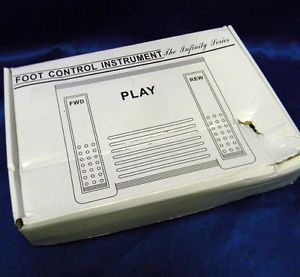 FOOT CONTROL INSTRUMENT The Infinity Series
FWD
PLAY
REW